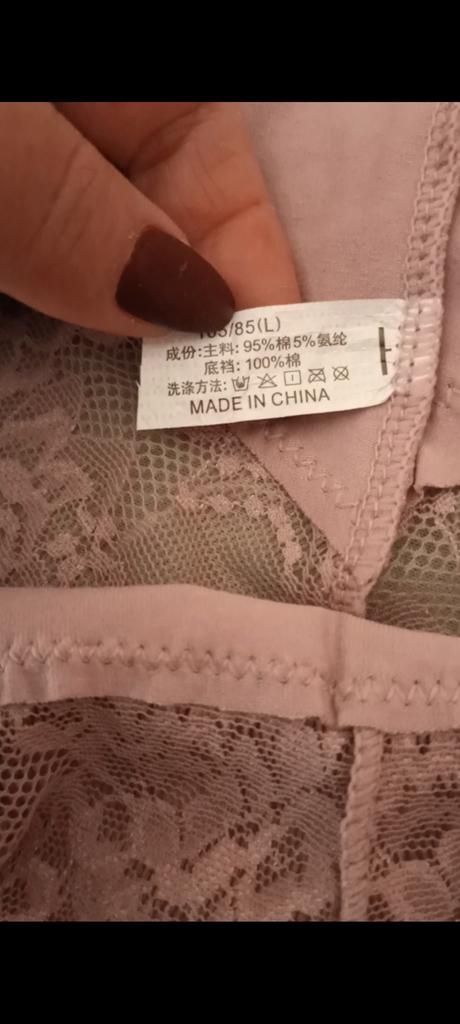 165/85(L)
成份:主料: 95%棉5%氨纶
底裆: 100%棉
洗涤方法:
MADE IN CHINA
L